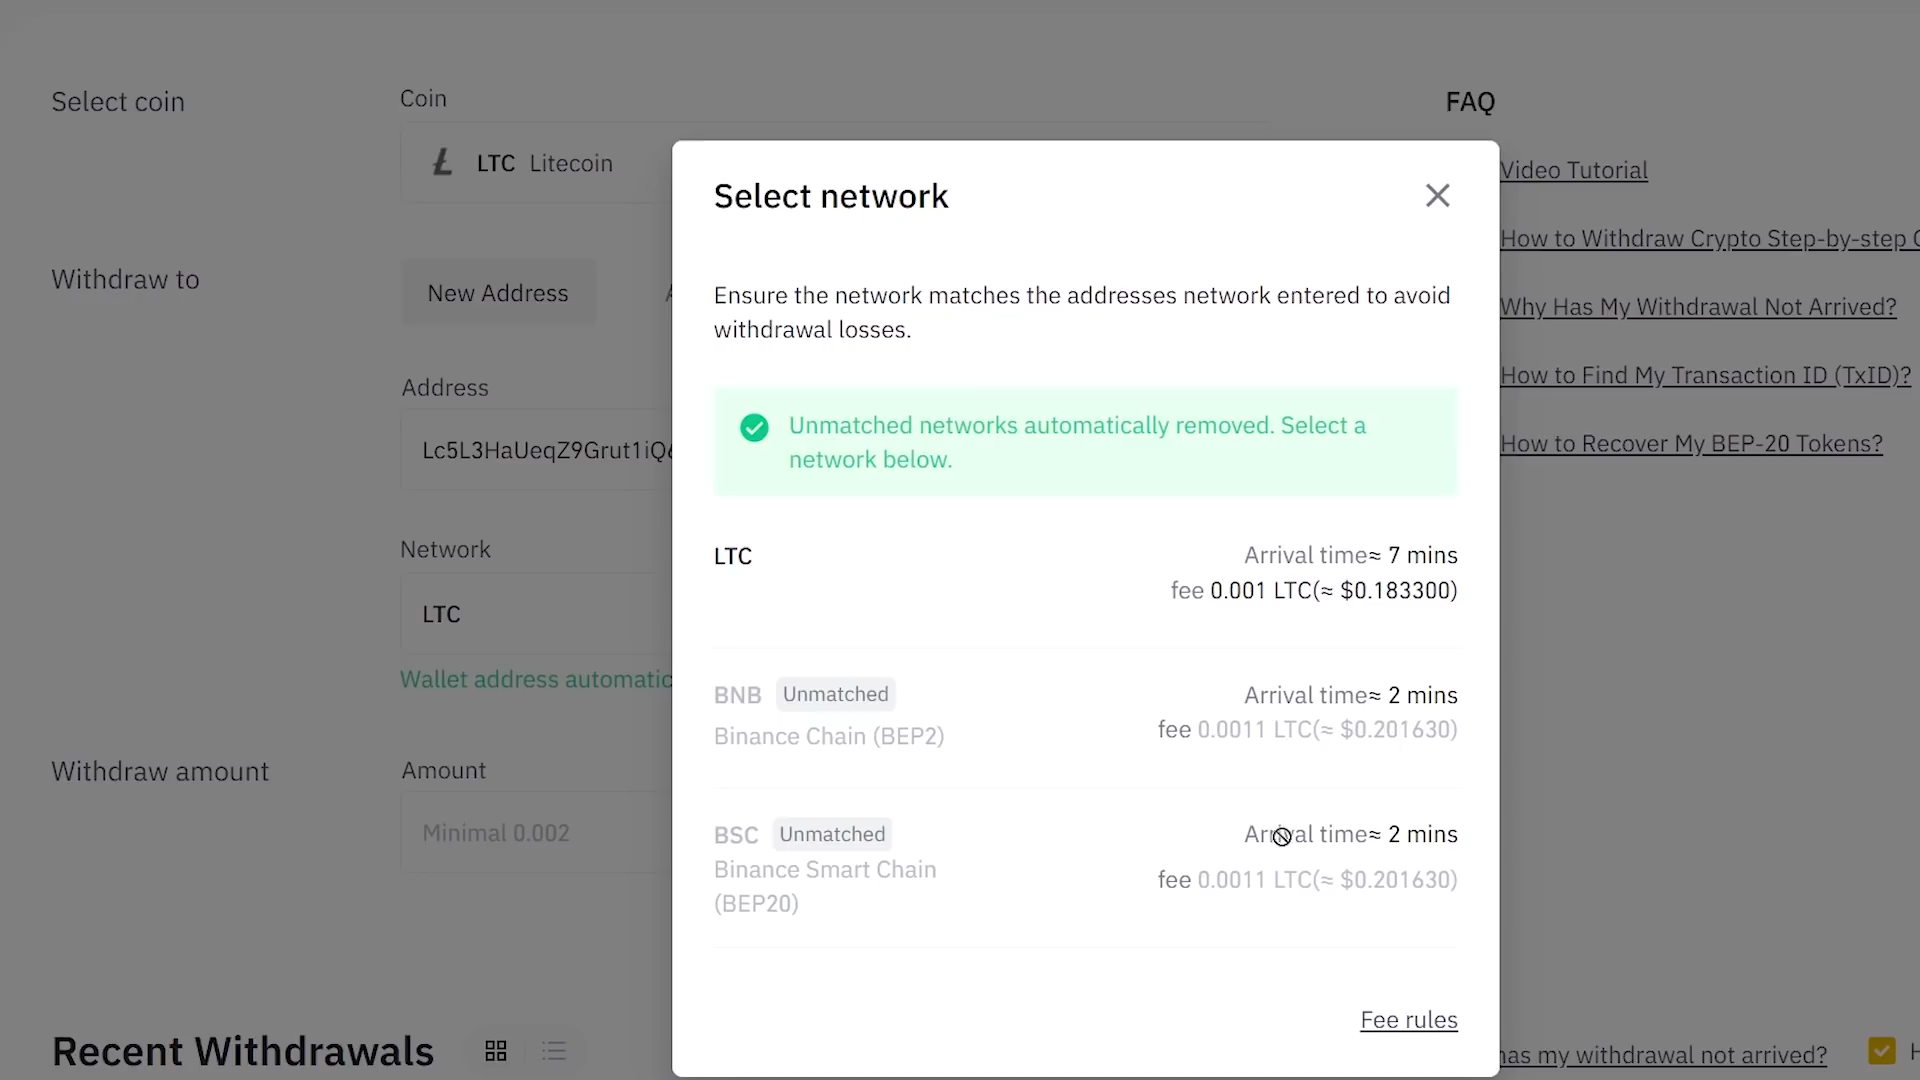 Select coin
Coin
LTC Litecoin
Withdraw to
New Address
Address
Lc5L3HaUeqZ9Grut1iQ
Network
LTC
Wallet address automatic
Withdraw amount
Amount
Minimal 0.002
Recent Withdrawals
Select network
Ensure the network matches the addresses network entered to avoid
withdrawal losses.
Unmatched networks automatically removed. Select a
network below.
LTC
Arrival time≈ 7 mins
fee 0.001 LTC(≈ $0.183300)
BNB Unmatched
Arrival time≈ 2 mins
Binance Chain (BEP2)
fee 0.0011 LTC(≈ $0.201630)
BSC Unmatched
Arrival time≈ 2 mins
Binance Smart Chain
(BEP20)
fee 0.0011 LTC(≈ $0.201630)
Fee rules
FAQ
Video Tutorial
How to Withdraw Crypto Step-by-step
Why Has My Withdrawal Not Arrived?
How to Find My Transaction ID (TxID)?
How to Recover My BEP-20 Tokens?
has my withdrawal not arrived?